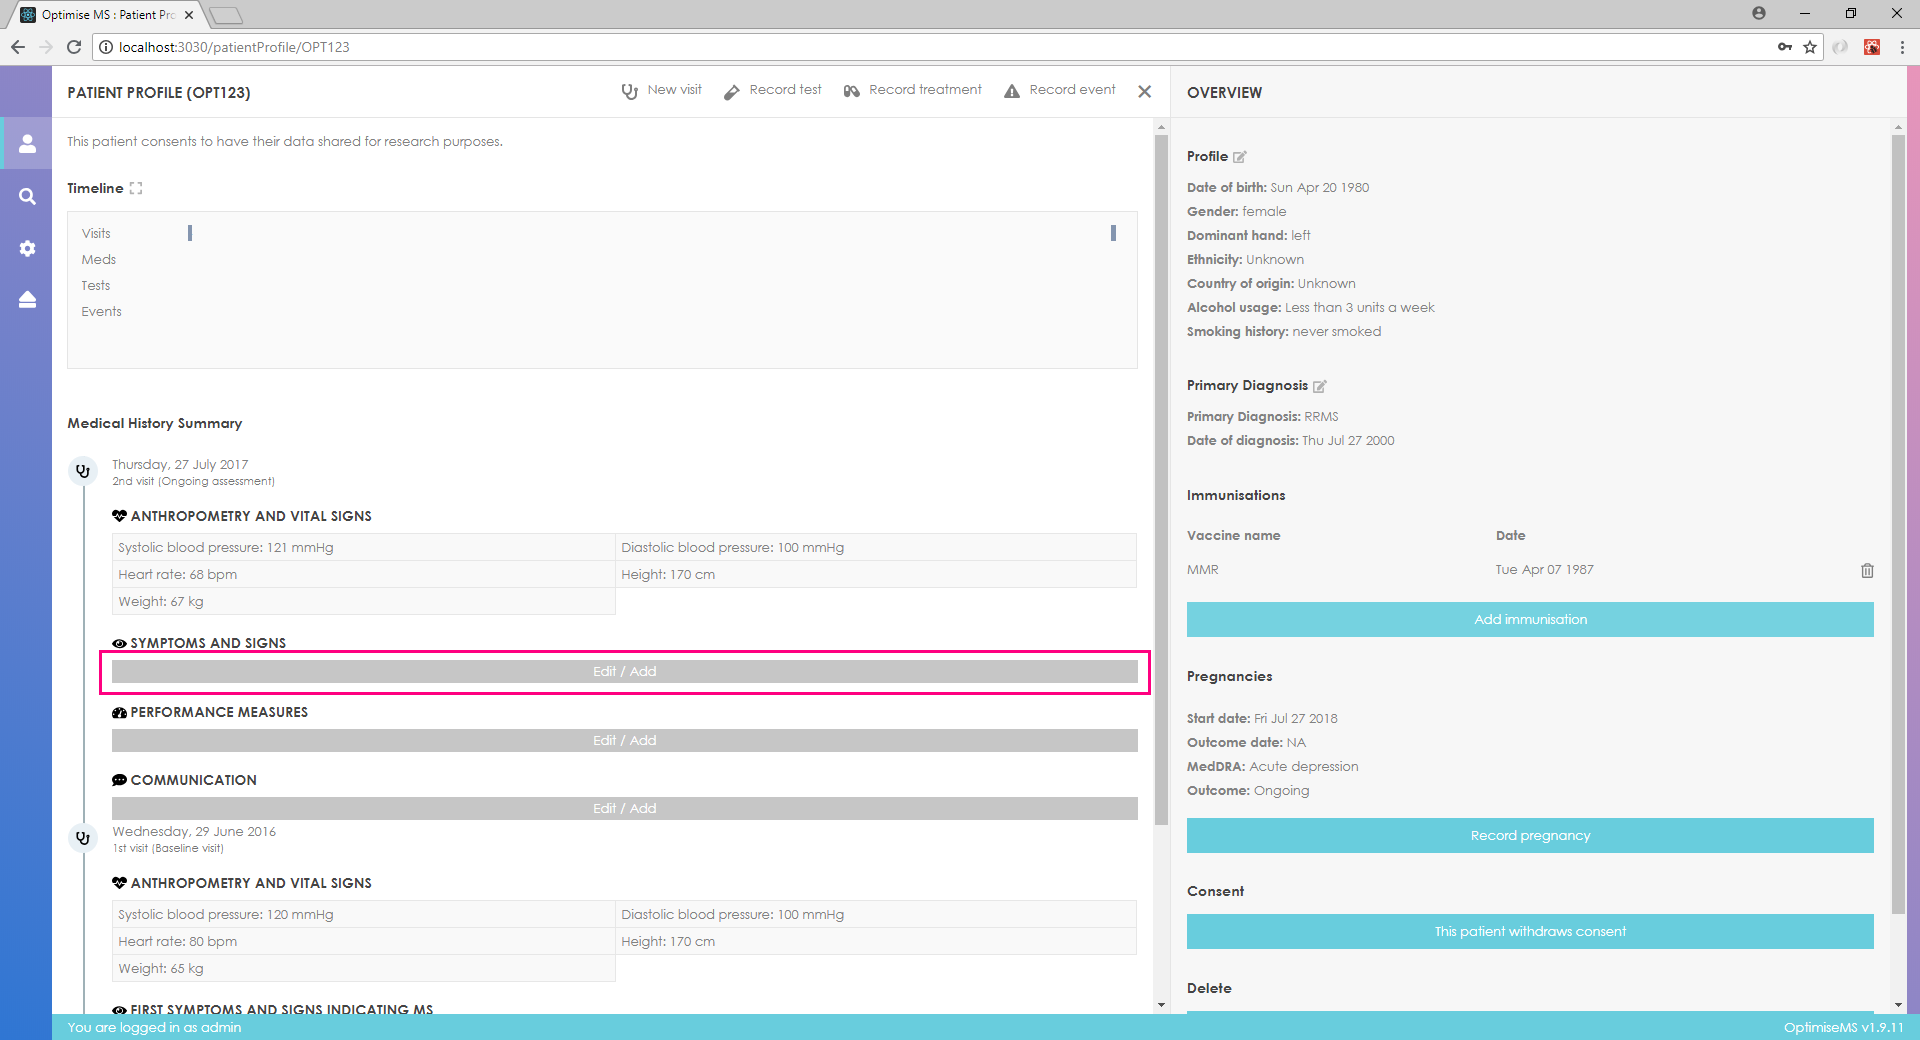 Optimise MS : Patient Pro
localhost:3030/patientProfile/OPT123
PATIENT PROFILE (OPT123)
New visit
Record test
Record treatment
Record event
This patient consents to have their data shared for research purposes.
Timeline
Visits
Meds
Tests
Events
Medical History Summary
Thursday, 27 July 2017
2nd visit (Ongoing assessment)
ANTHROPOMETRY AND VITAL SIGNS
Systolic blood pressure: 121 mmHg
Diastolic blood pressure: 100 mmHg
Heart rate: 68 bpm
Height: 170 cm
Weight: 67 kg
SYMPTOMS AND SIGNS
Edit / Add
PERFORMANCE MEASURES
Edit / Add
COMMUNICATION
Edit / Add
Wednesday, 29 June 2016
1st visit (Baseline visit)
ANTHROPOMETRY AND VITAL SIGNS
Systolic blood pressure: 120 mmHg
Diastolic blood pressure: 100 mmHg
Heart rate: 80 bpm
Height: 170 cm
Weight: 65 kg
FIRST SYMPTOMS AND SIGNS INDICATING MS
OVERVIEW
Profile
Date of birth: Sun Apr 20 1980
Gender: female
Dominant hand: left
Ethnicity: Unknown
Country of origin: Unknown
Alcohol usage: Less than 3 units a week
Smoking history: never smoked
Primary Diagnosis
Primary Diagnosis: RRMS
Date of diagnosis: Thu Jul 27 2000
Immunisations
Vaccine name
Date
MMR
Tue Apr 07 1987
Add immunisation
Pregnancies
Start date: Fri Jul 27 2018
Outcome date: NA
MedDRA: Acute depression
Outcome: Ongoing
Record pregnancy
Consent
This patient withdraws consent
Delete
You are logged in as admin
OptimiseMS v1.9.11